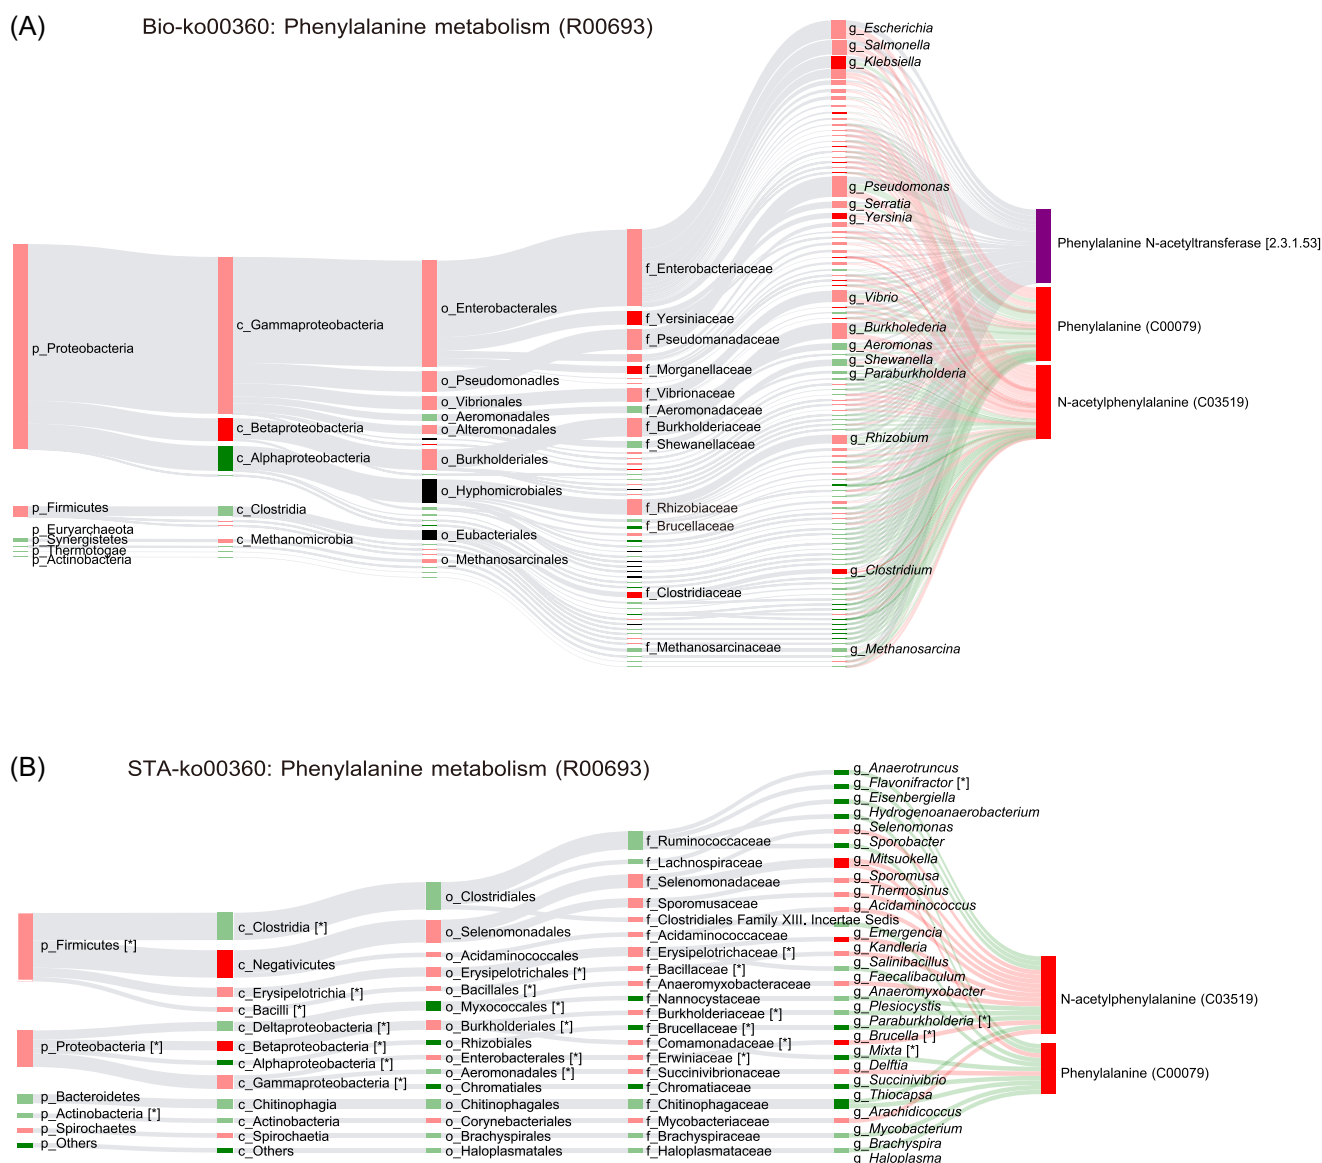 (A)
Bio-ko00360: Phenylalanine metabolism (R00693)
p_Proteobacteria
p_Firmicutes
p_Euryarchaeota
p_Synergistetes
p_Thermotogae
p_Actinobacteria
c_Gammaproteobacteria
c_Betaproteobacteria
c_Alphaproteobacteria
c_Clostridia
c_Methanomicrobia
o_Enterobacterales
o_Pseudomonadles
o_Vibrionales
o_Aeromonadales
o_Alteromonadales
o_Burkholderiales
o_Hyphomicrobiales
o_Eubacteriales
o_Methanosarcinales
f_Enterobacteriaceae
f_Yersiniaceae
f_Pseudomanadaceae
f_Morganellaceae
f_Vibrionaceae
f_Aeromonadaceae
f_Burkholderiaceae
f_Shewanellaceae
f_Rhizobiaceae
f_Brucellaceae
f_Clostridiaceae
f_Methanosarcinaceae
g_Escherichia
g_Salmonella
g_Klebsiella
g_Pseudomonas
g_Serratia
g_Yersinia
g_Vibrio
g_Burkholederia
g_Aeromonas
g_Shewanella
g_Paraburkholderia
g_Rhizobium
g_Clostridium
g_Methanosarcina
Phenylalanine N-acetyltransferase [2.3.1.53]
Phenylalanine (C00079)
N-acetylphenylalanine (C03519)
(B)
STA-ko00360: Phenylalanine metabolism (R00693)
p_Firmicutes [*]
p_Proteobacteria [*]
p_Bacteroidetes
p_Actinobacteria [*]
p_Spirochaetes
p_Others
c_Clostridia [*]
c_Negativicutes
c_Erysipelotrichia [*]
c_Bacilli [*]
c_Deltaproteobacteria [*]
c_Betaproteobacteria [*]
c_Alphaproteobacteria [*]
c_Gammaproteobacteria [*]
c_Chitinophagia
c_Actinobacteria
c_Spirochaetia
c_Others
o_Clostridiales
o_Selenomonadales
o_Acidaminococcales
o_Erysipelotrichales [*]
o_Bacillales [*]
o_Myxococcales [*]
o_Burkholderiales [*]
o_Rhizobiales
o_Enterobacterales [*]
o_Aeromonadales [*]
o_Chromatiales
o_Chitinophagales
o_Corynebacteriales
o_Brachyspirales
o_Haloplasmatales
f_Ruminococcaceae
f_Lachnospiraceae
f_Selenomonadaceae
f_Sporomusaceae
f_Clostridiales Family XIII. Incertae Sedis
f_Acidaminococcaceae
f_Erysipelotrichaceae [*]
f_Bacillaceae [*]
f_Anaeromyxobacteraceae
f_Nannocystaceae
f_Burkholderiaceae [*]
f_Brucellaceae [*]
f_Comamonadaceae [*]
f_Erwiniaceae [*]
f_Succinivibrionaceae
f_Chromatiaceae
f_Chitinophagaceae
f_Mycobacteriaceae
f_Brachyspiraceae
f_Haloplasmataceae
g_Anaerotruncus
g_Flavonifractor [*]
g_Eisenbergiella
g_Hydrogenoanaerobacterium
g_Selenomonas
g_Sporobacter
g_Mitsuokella
g_Sporomusa
g_Thermosinus
g_Acidaminococcus
g_Emergencia
g_Kandleria
g_Salinibacillus
g_Faecalibaculum
g_Anaeromyxobacter
g_Plesiocystis
g_Paraburkholderia [*]
g_Brucella [*]
g_Mixta [*]
g_Delftia
g_Succinivibrio
g_Thiocapsa
g_Arachidicoccus
g_Mycobacterium
g_Brachyspira
g_Haloplasma
N-acetylphenylalanine (C03519)
Phenylalanine (C00079)